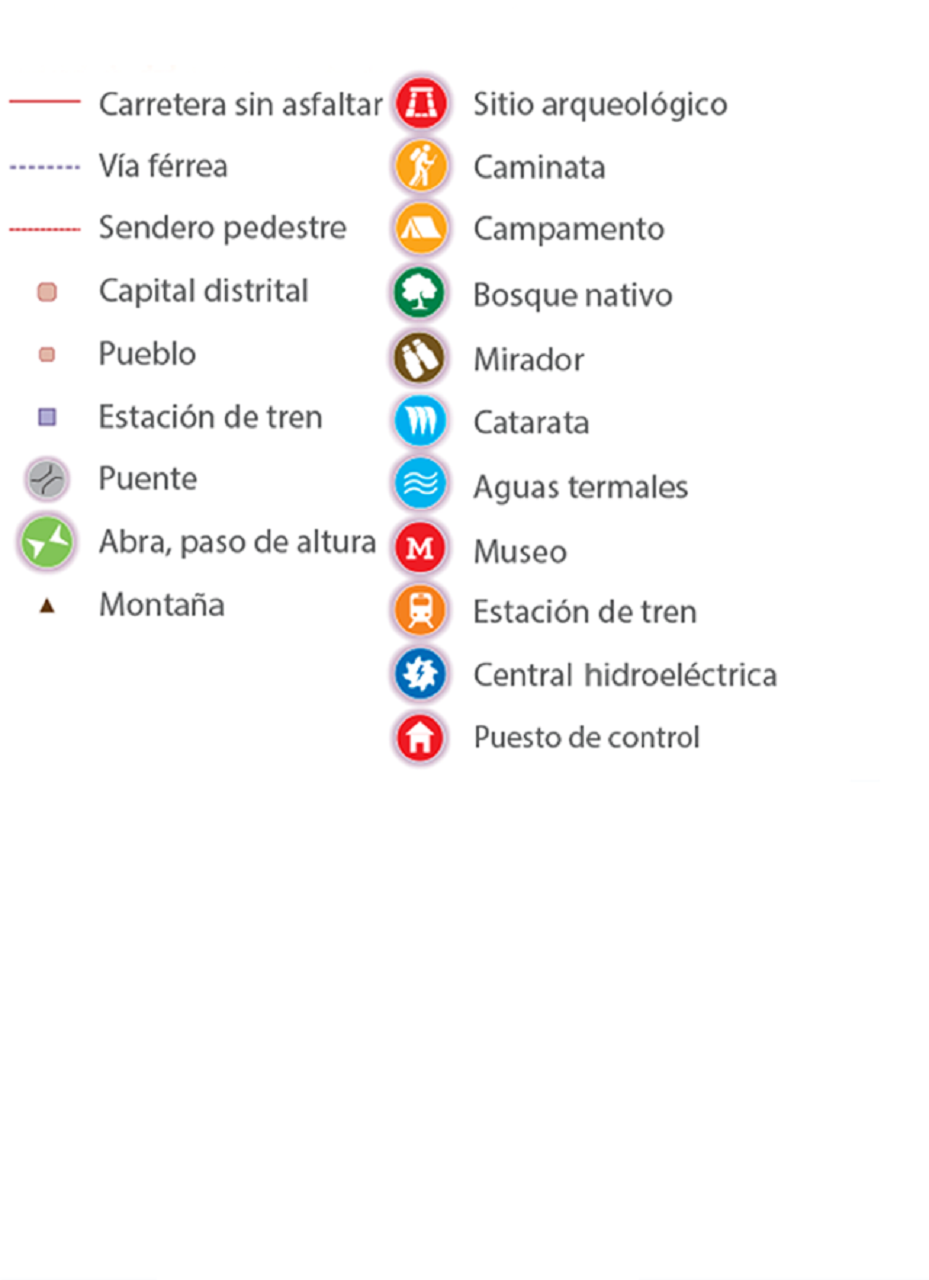 Carretera sin asfaltar
Vía férrea
Sendero pedestre
Capital distrital
Pueblo
Estación de tren
Puente
Abra, paso de altura
Montaña
Sitio arqueológico
Caminata
Campamento
Bosque nativo
Mirador
Catarata
Aguas termales
M Museo
Estación de tren
Central hidroeléctrica
Puesto de control